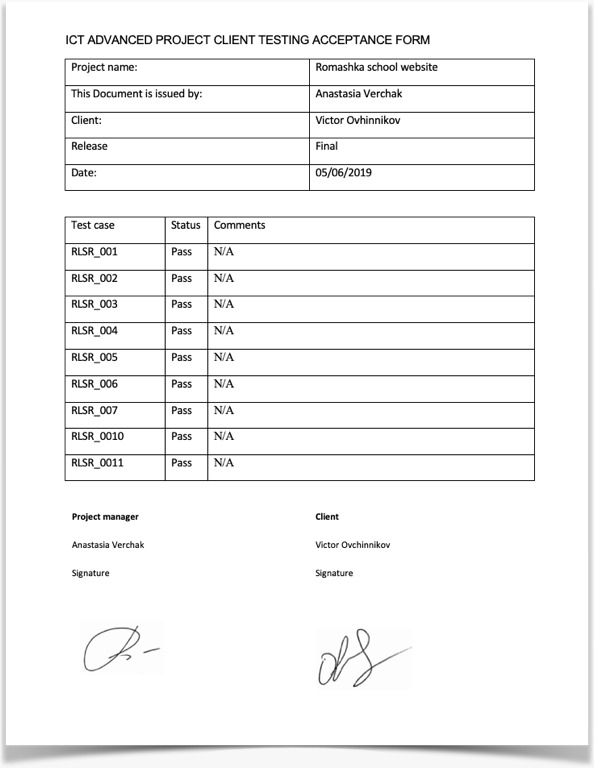 ICT ADVANCED PROJECT CLIENT TESTING ACCEPTANCE FORM
Project name: Romashka school website
This Document is issued by: Anastasia Verchak
Client: Victor Ovhinnikov
Release Final
Date: 05/06/2019
Test case Status Comments
RLSR_001 Pass N/A
RLSR_002 Pass N/A
RLSR_003 Pass N/A
RLSR_004 Pass N/A
RLSR_005 Pass N/A
RLSR_006 Pass N/A
RLSR_007 Pass N/A
RLSR_0010 Pass N/A
RLSR_0011 Pass N/A
Project manager Client
Anastasia Verchak Victor Ovchinnikov
Signature Signature